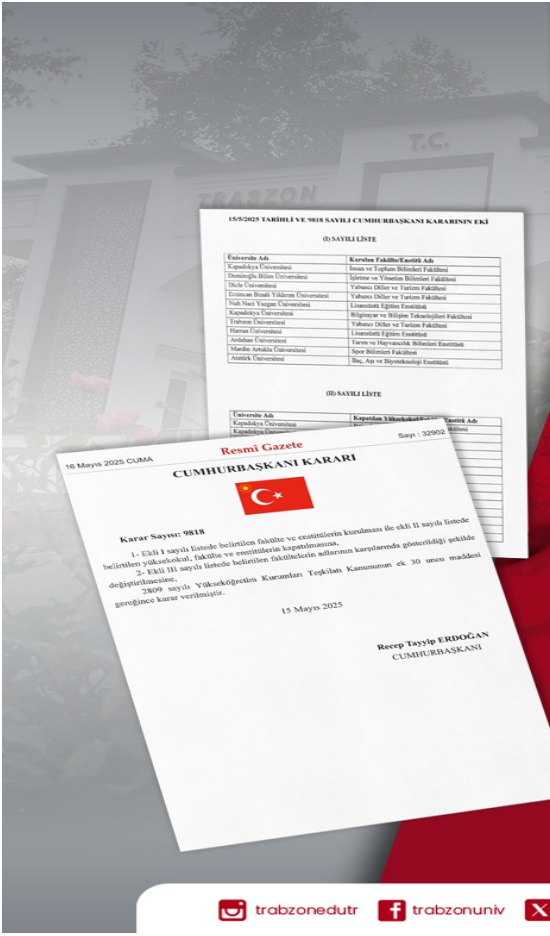 T.C.
TRABZON
15/5/2025 TARİHLİ VE 9818 SAYILI CUMHURBAŞKANI KARARININ EKİ
(I) SAYILI LİSTE
Üniversite Adı Kurulan Fakülte/Enstitü Adı
Kapadokya Üniversitesi İnsan ve Toplum Bilimleri Fakültesi
Demiroğlu Bilim Üniversitesi İşletme ve Yönetim Bilimleri Fakültesi
Dicle Üniversitesi Yabancı Diller ve Turizm Fakültesi
Erzincan Binali Yıldırım Üniversitesi Yabancı Diller ve Turizm Fakültesi
Nuh Naci Yazgan Üniversitesi Lisansüstü Eğitim Enstitüsü
Kapadokya Üniversitesi Bilgisayar ve Bilişim Teknolojileri Fakültesi
Trabzon Üniversitesi Yabancı Diller ve Turizm Fakültesi
Harran Üniversitesi Lisansüstü Eğitim Enstitüsü
Ardahan Üniversitesi Tarım ve Hayvancılık Bilimleri Enstitüsü
Mardin Artuklu Üniversitesi Spor Bilimleri Fakültesi
Atatürk Üniversitesi İlaç, Aşı ve Biyoteknoloji Enstitüsü
(II) SAYILI LİSTE
Üniversite Adı Kapatılan Yüksekokul Adı
Kapadokya Üniversitesi
Kapadokya
16 Mayıs 2025 CUMA Resmî Gazete Sayı : 32902
CUMHURBAŞKANI KARARI
Karar Sayısı: 9818
1- Ekli I sayılı listede belirtilen fakülte ve enstitülerin kurulması ile ekli II sayılı listede
belirtilen yüksekokul, fakülte ve enstitülerin kapatılmasına,
2- Ekli III sayılı listede belirtilen fakültelerin adlarının karşılarında gösterildiği şekilde
değiştirilmesine,
2809 sayılı Yükseköğretim Kurumları Teşkilatı Kanununun ek 30 uncu maddesi
gereğince karar verilmiştir.
15 Mayıs 2025
Recep Tayyip ERDOĞAN
CUMHURBAŞKANI
trabzonedutr trabzonuniv